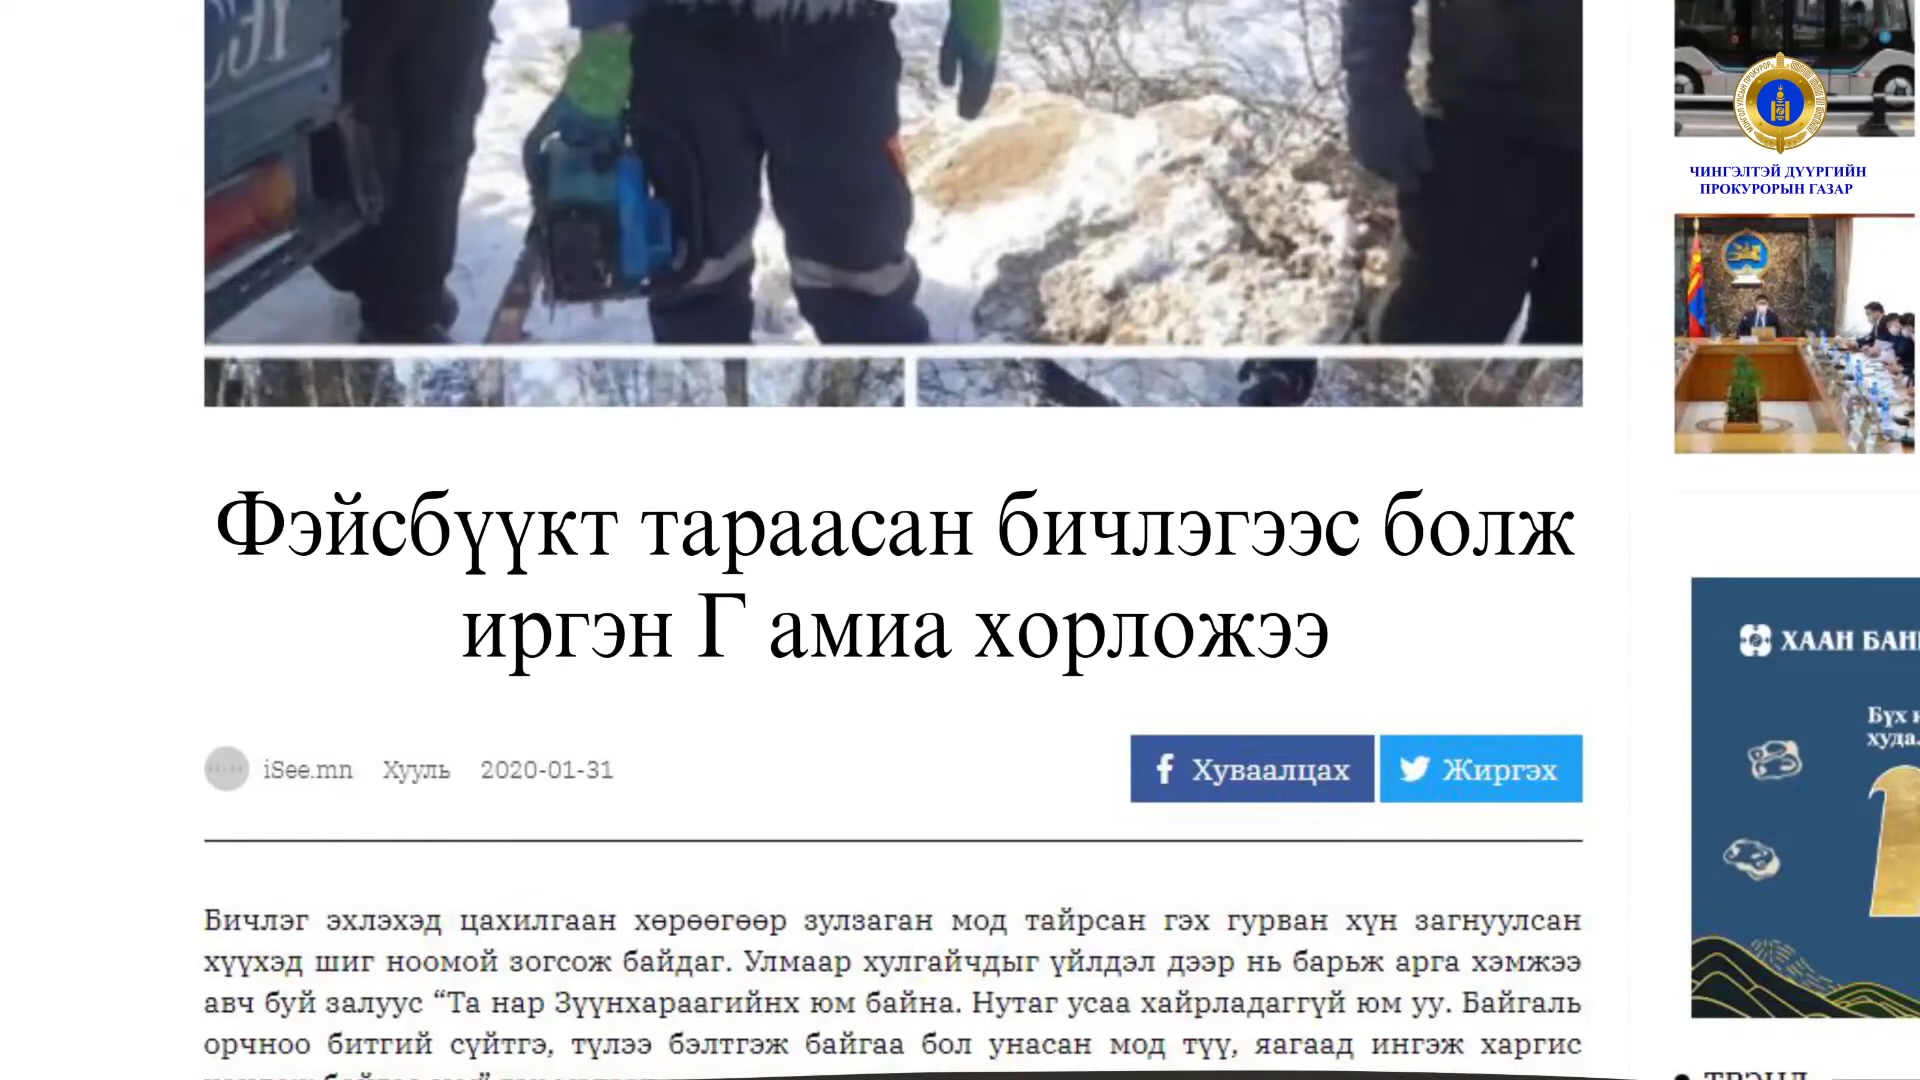 ЧИНГЭЛТЭЙ ДҮҮРГИЙН
ПРОКУРОРЫН ГАЗАР
Фэйсбүүкт тараасан бичлэгээс болж
иргэн Г амиа хорложээ
iSee.mn Хууль 2020-01-31
Хуваалцах Жиргэх
Бичлэг эхлэхэд цахилгаан хөрөөгөөр зулзаган мод тайрсан гэх гурван хүн загнуулсан
хүүхэд шиг ноомой зогсож байдаг. Улмаар хулгайчдыг үйлдэл дээр нь барьж арга хэмжээ
авч буй залуус “Та нар Зүүнхараагийнх юм байна. Нутаг усаа хайрладаггүй юм уу. Байгаль
орчноо битгий сүйтгэ, түлээ бэлтгэж байгаа бол унасан мод түү, яагаад ингэж харгис
ХААН
Бүх